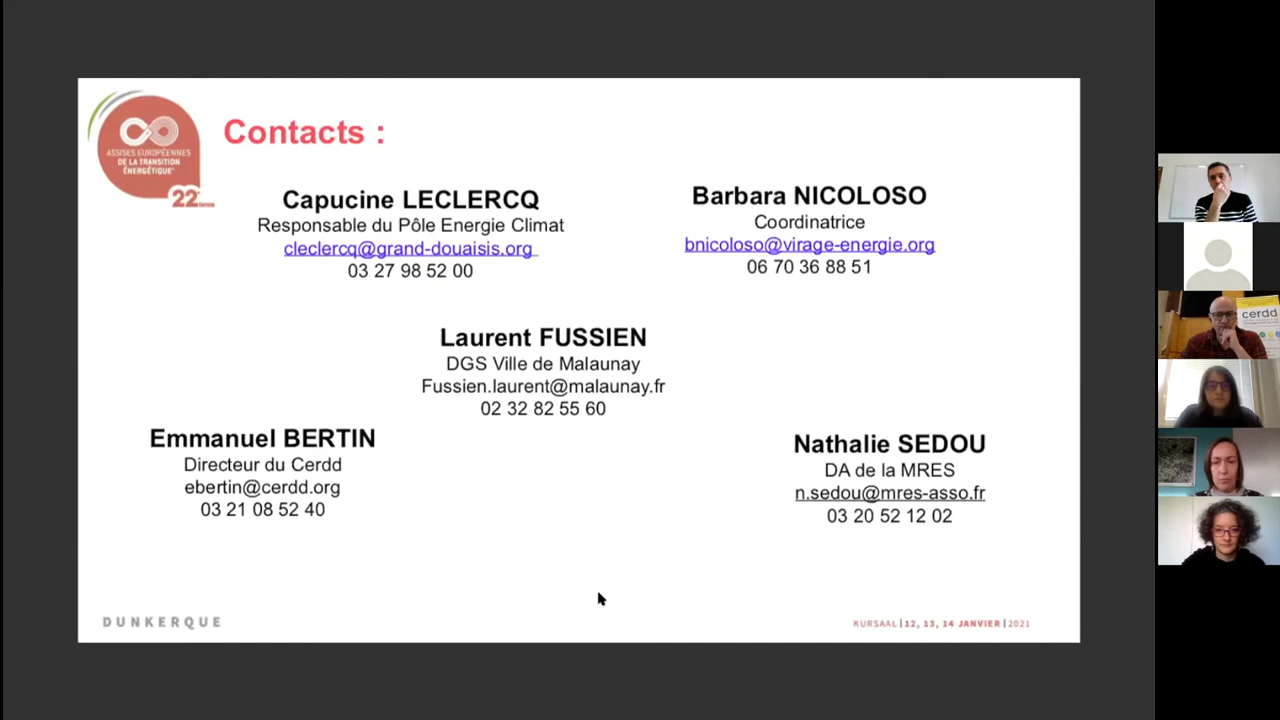 ASSISES EUROPÉENNES
DE LA TRANSITION
ÉNERGÉTIQUE
22e ÉDITION
Contacts :
Capucine LECLERCQ
Responsable du Pôle Energie Climat
cleclercq@grand-douaisis.org
03 27 98 52 00
Barbara NICOLOSO
Coordinatrice
bnicoloso@virage-energie.org
06 70 36 88 51
Laurent FUSSIEN
DGS Ville de Malaunay
Fussien.laurent@malaunay.fr
02 32 82 55 60
Emmanuel BERTIN
Directeur du Cerdd
ebertin@cerdd.org
03 21 08 52 40
Nathalie SEDOU
DA de la MRES
n.sedou@mres-asso.fr
03 20 52 12 02
DUNKERQUE
KURSAAL | 12, 13, 14 JANVIER | 2021
cerdd